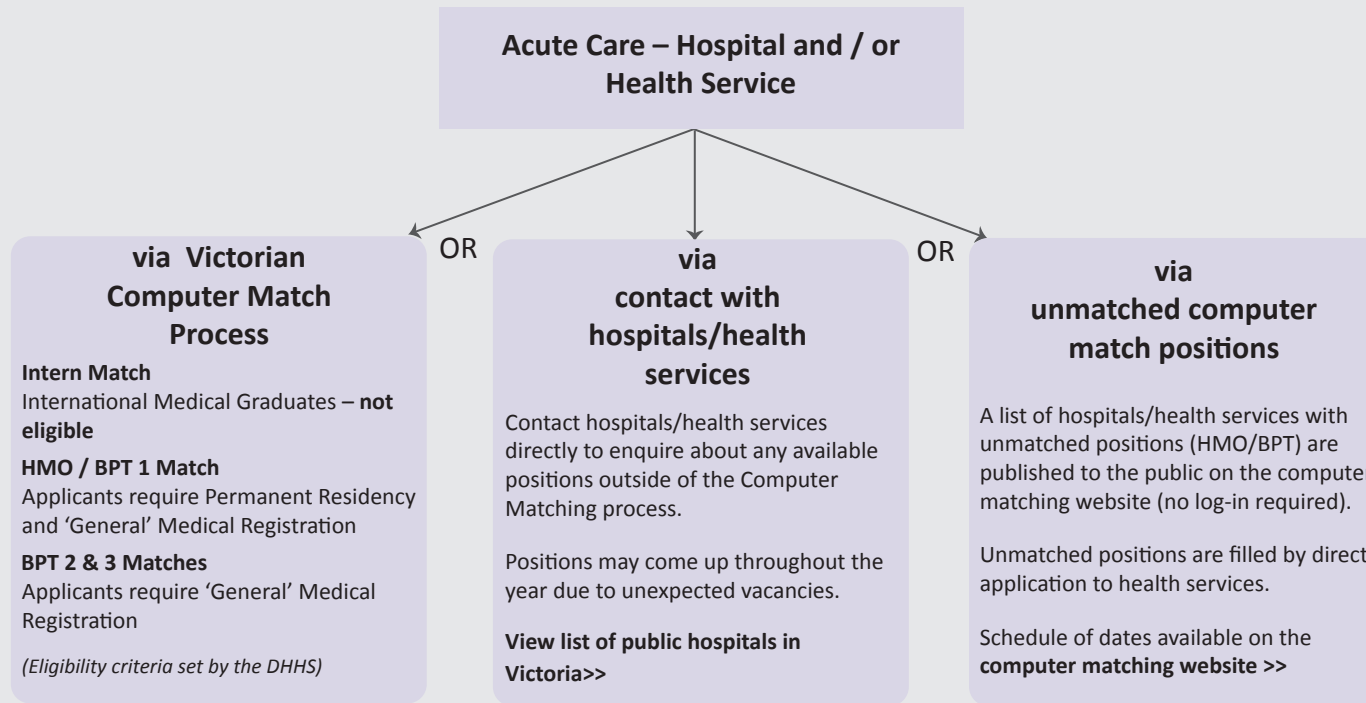 Acute Care – Hospital and / or
Health Service
via Victorian
Computer Match
Process
Intern Match
International Medical Graduates – not
eligible
HMO / BPT 1 Match
Applicants require Permanent Residency
and ‘General’ Medical Registration
BPT 2 & 3 Matches
Applicants require ‘General’ Medical
Registration
(Eligibility criteria set by the DHHS)
OR
via
contact with
hospitals/health
services
Contact hospitals/health services
directly to enquire about any available
positions outside of the Computer
Matching process.
Positions may come up throughout the
year due to unexpected vacancies.
View list of public hospitals in
Victoria>>
OR
via
unmatched computer
match positions
A list of hospitals/health services with
unmatched positions (HMO/BPT) are
published to the public on the compute
matching website (no log-in required).
Unmatched positions are filled by direct
application to health services.
Schedule of dates available on the
computer matching website >>